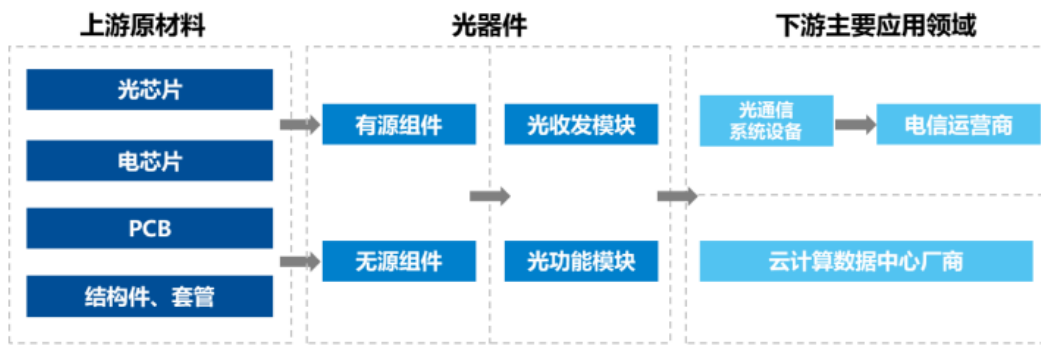 上游原材料
光芯片
电芯片
PCB
结构件、套管
光器件
有源组件
光收发模块
无源组件
光功能模块
下游主要应用领域
光通信
系统设备
电信运营商
云计算数据中心厂商